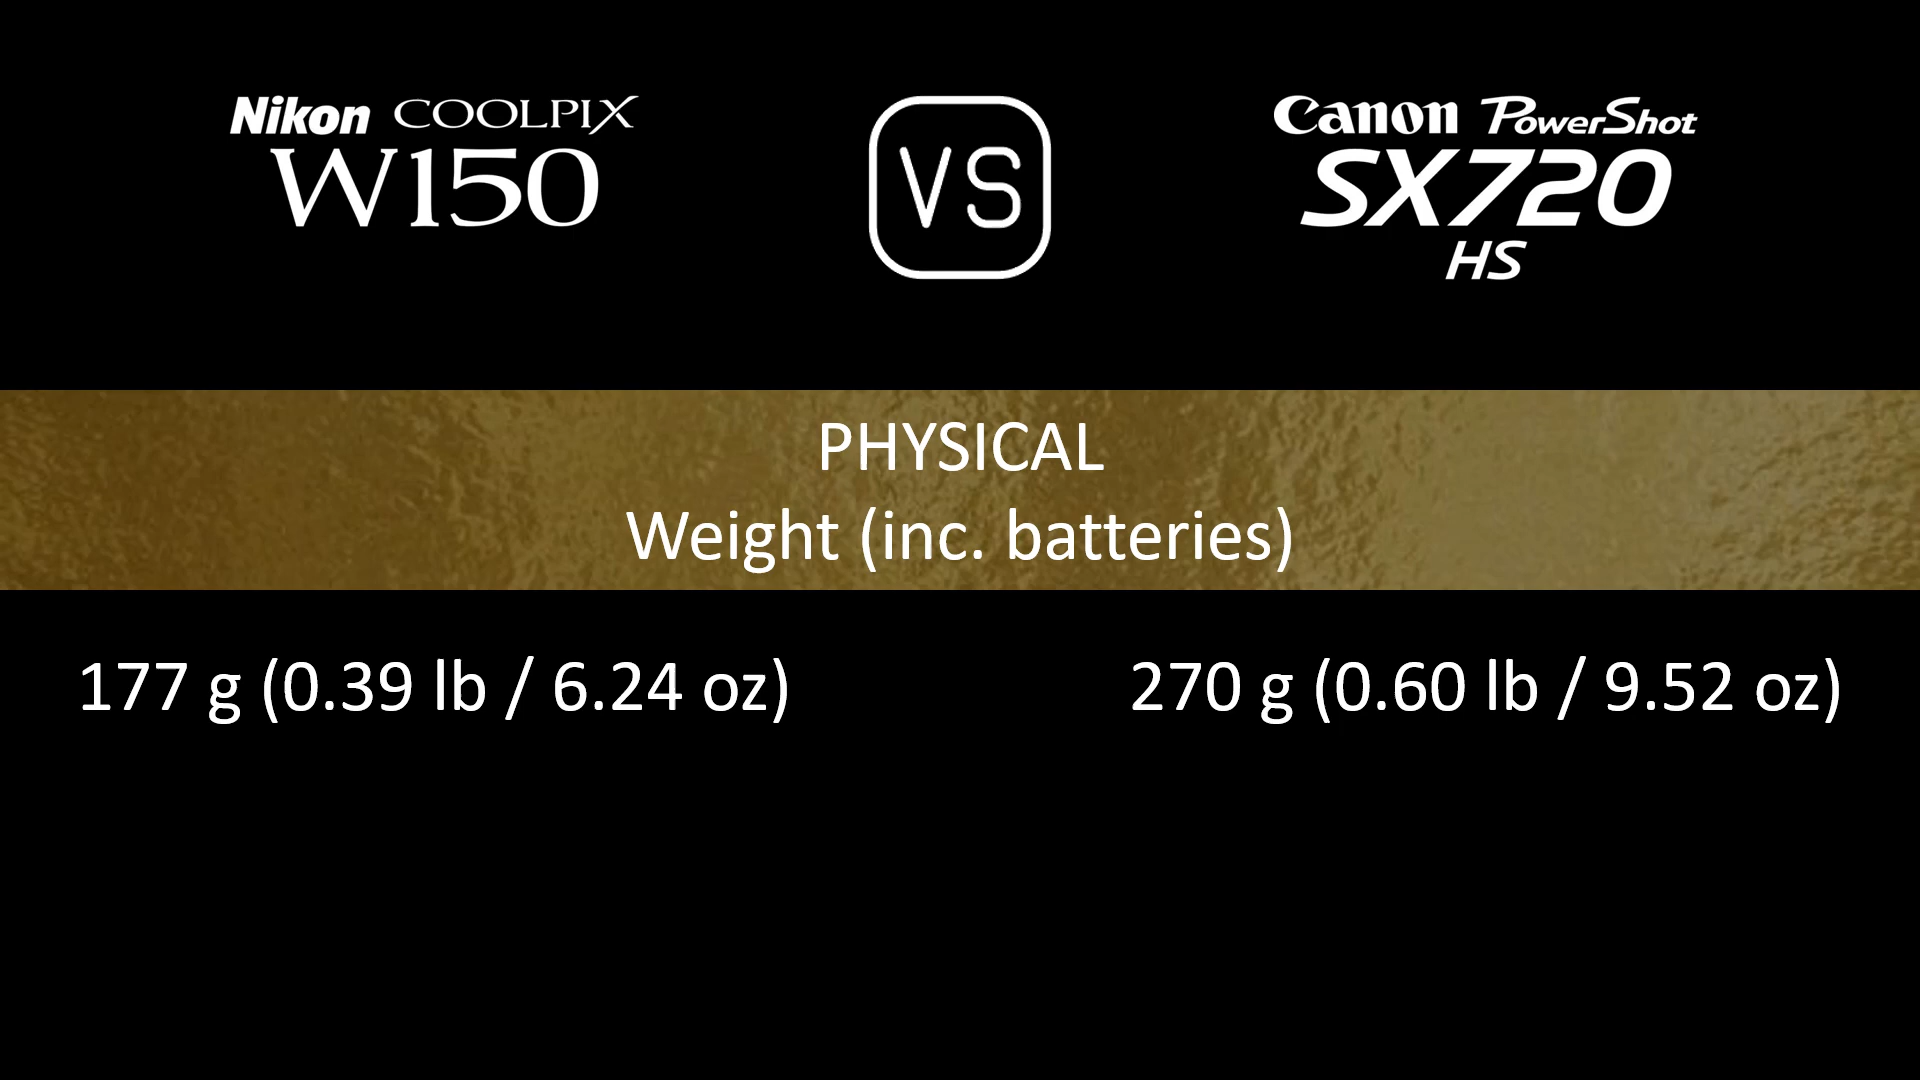 Nikon COOLPIX
W150
VS
Canon PowerShot
SX720
HS
PHYSICAL
Weight (inc. batteries)
177 g (0.39 lb / 6.24 oz)
270 g (0.60 lb / 9.52 oz)